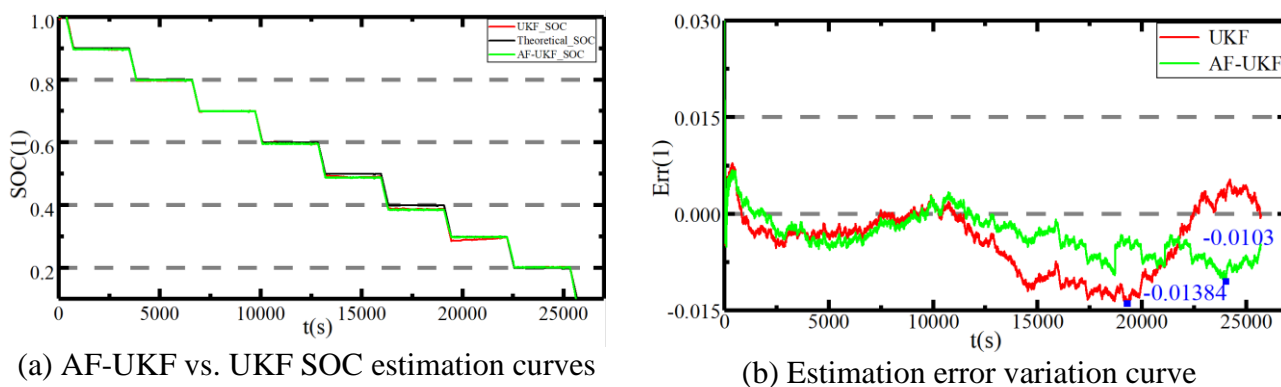 1.0
0.8
0.6
0.4
0.2
SOC(1)
UKF_SOC
Theoretical_SOC
AF-UKF_SOC
0
5000
10000
15000
20000
25000
t(s)
(a) AF-UKF vs. UKF SOC estimation curves
0.030
0.015
0.000
-0.015
Err(1)
UKF
AF-UKF
-0.0103
-0.01384
0
5000
10000
15000
20000
25000
t(s)
(b) Estimation error variation curve